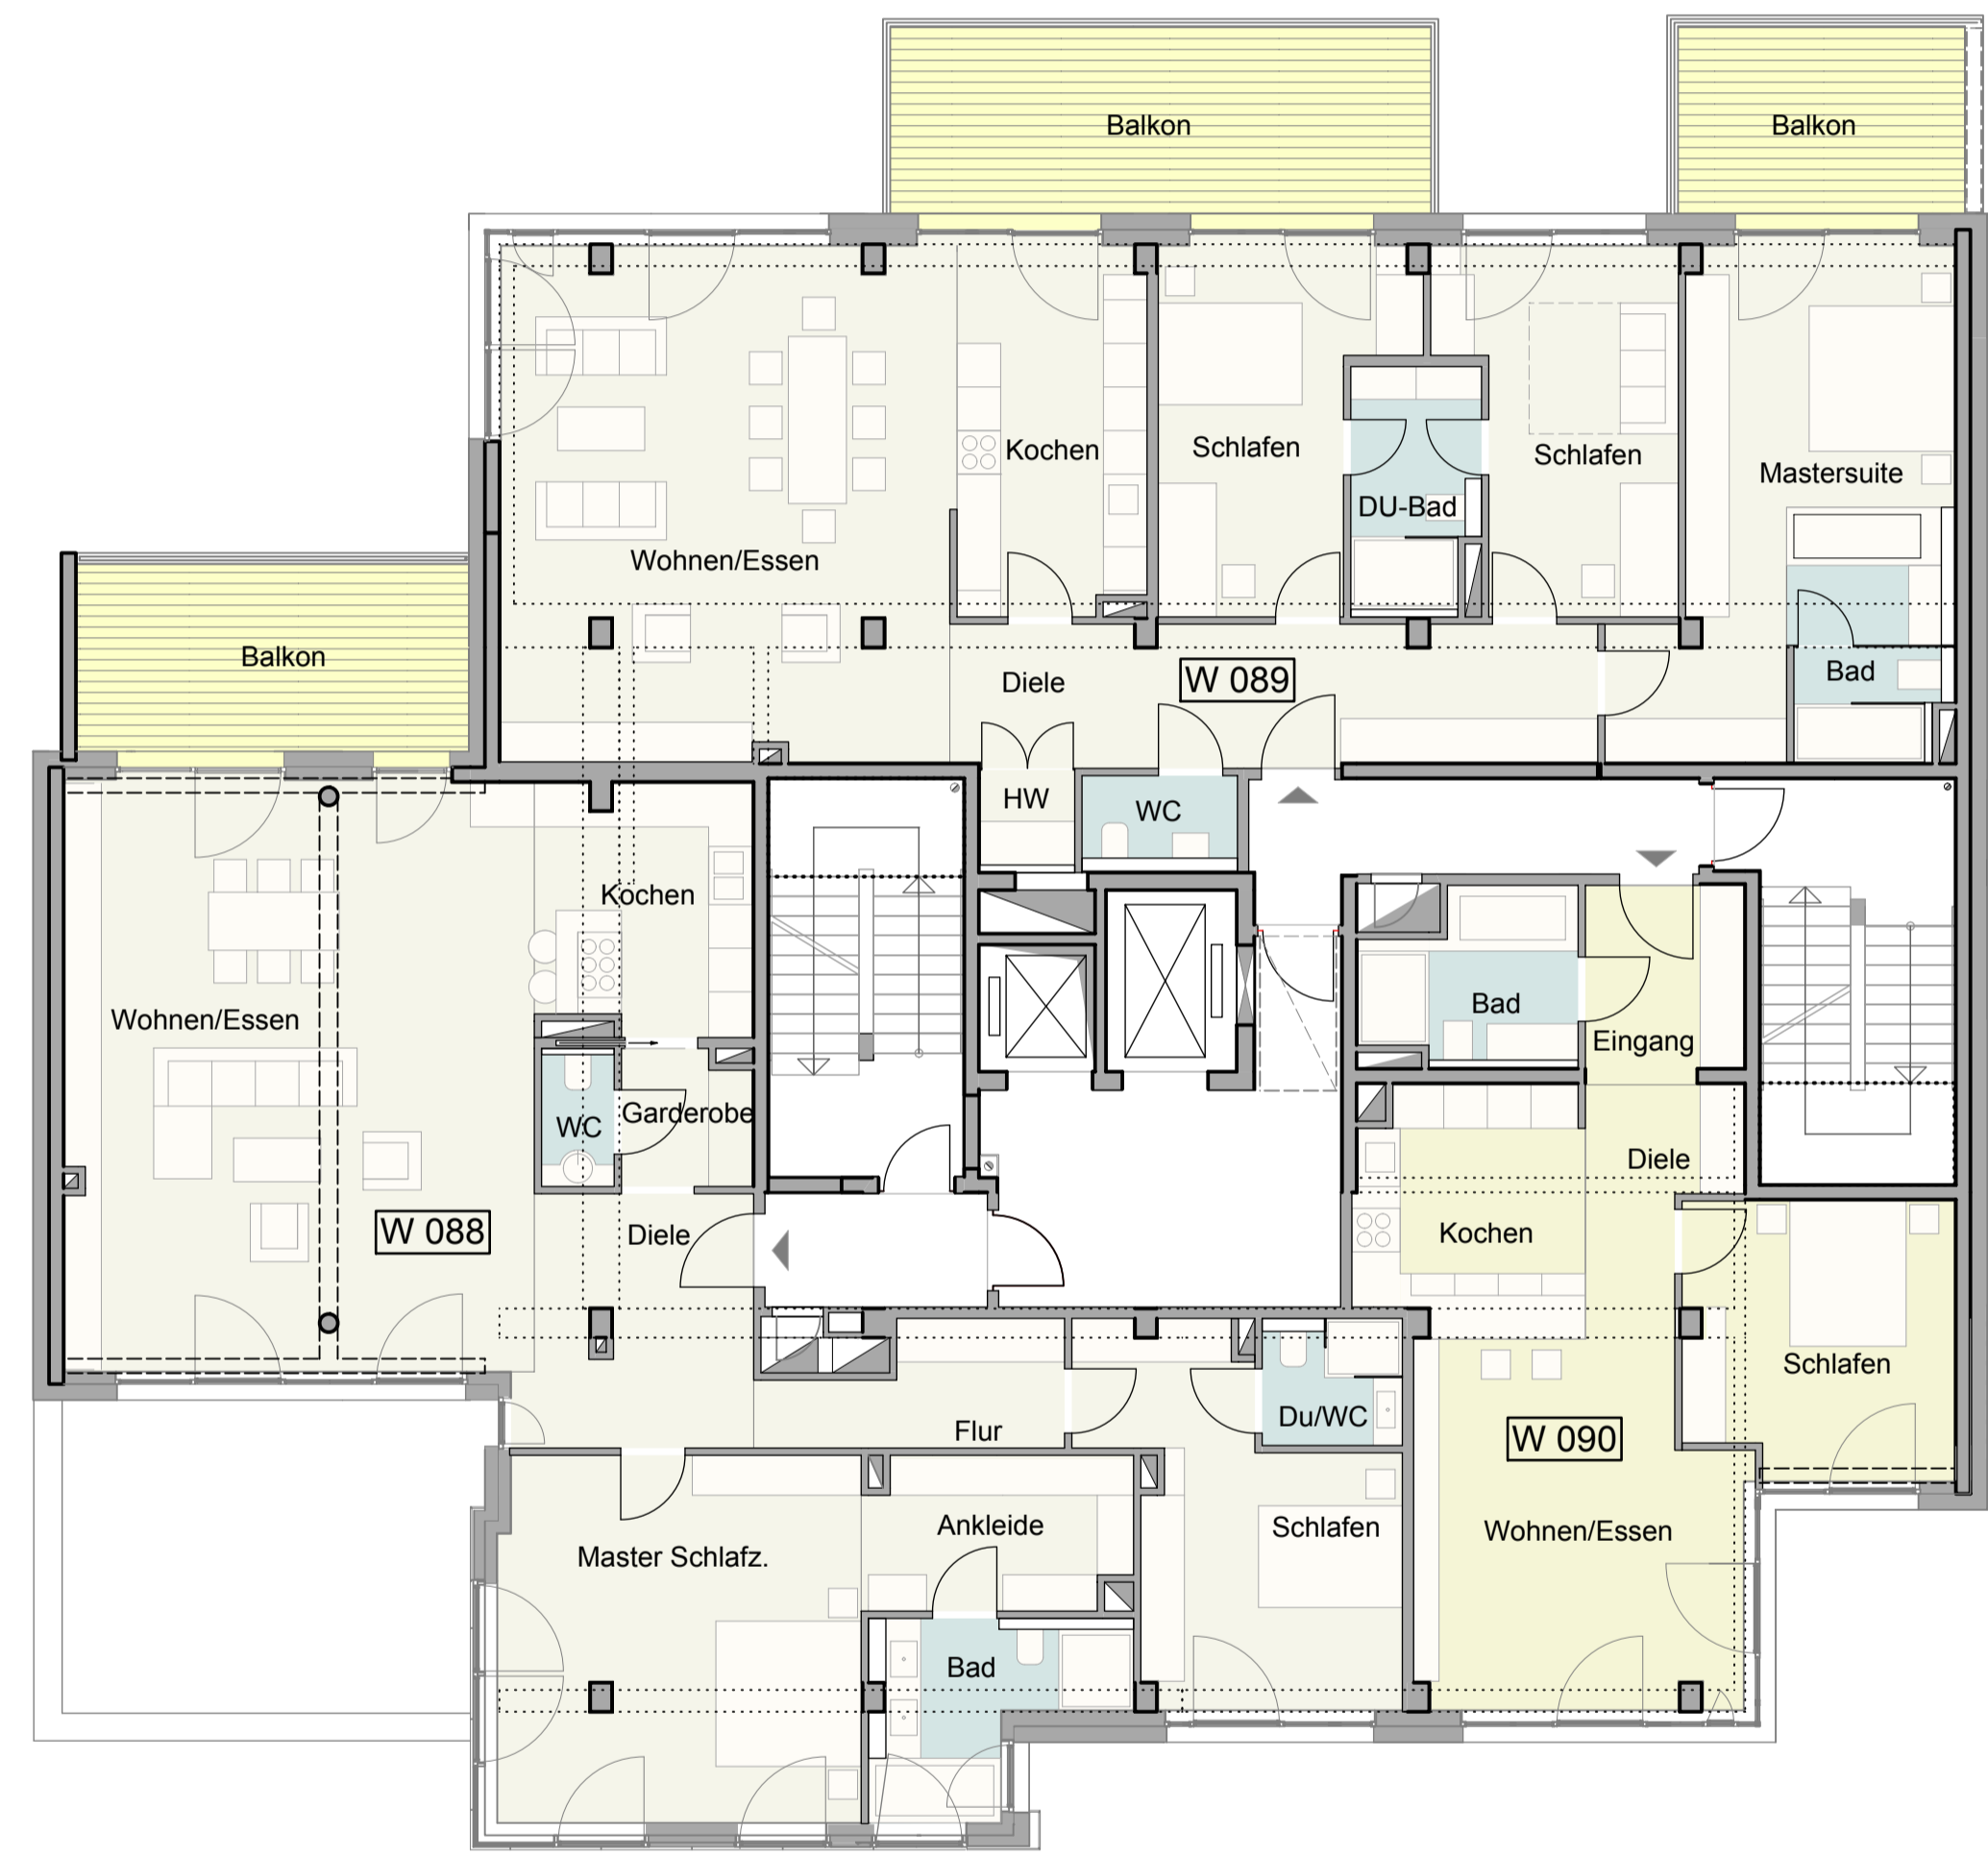 Balkon
Balkon
Kochen
Schlafen
Schlafen
Mastersuite
DU-Bad
Wohnen/Essen
Balkon
Diele
W 089
Bad
HW
WC
Kochen
Wohnen/Essen
Bad
Eingang
WC
Garderobe
Diele
W 088
Diele
Kochen
Schlafen
Flur
Du/WC
W 090
Ankleide
Schlafen
Wohnen/Essen
Master Schlafz.
Bad